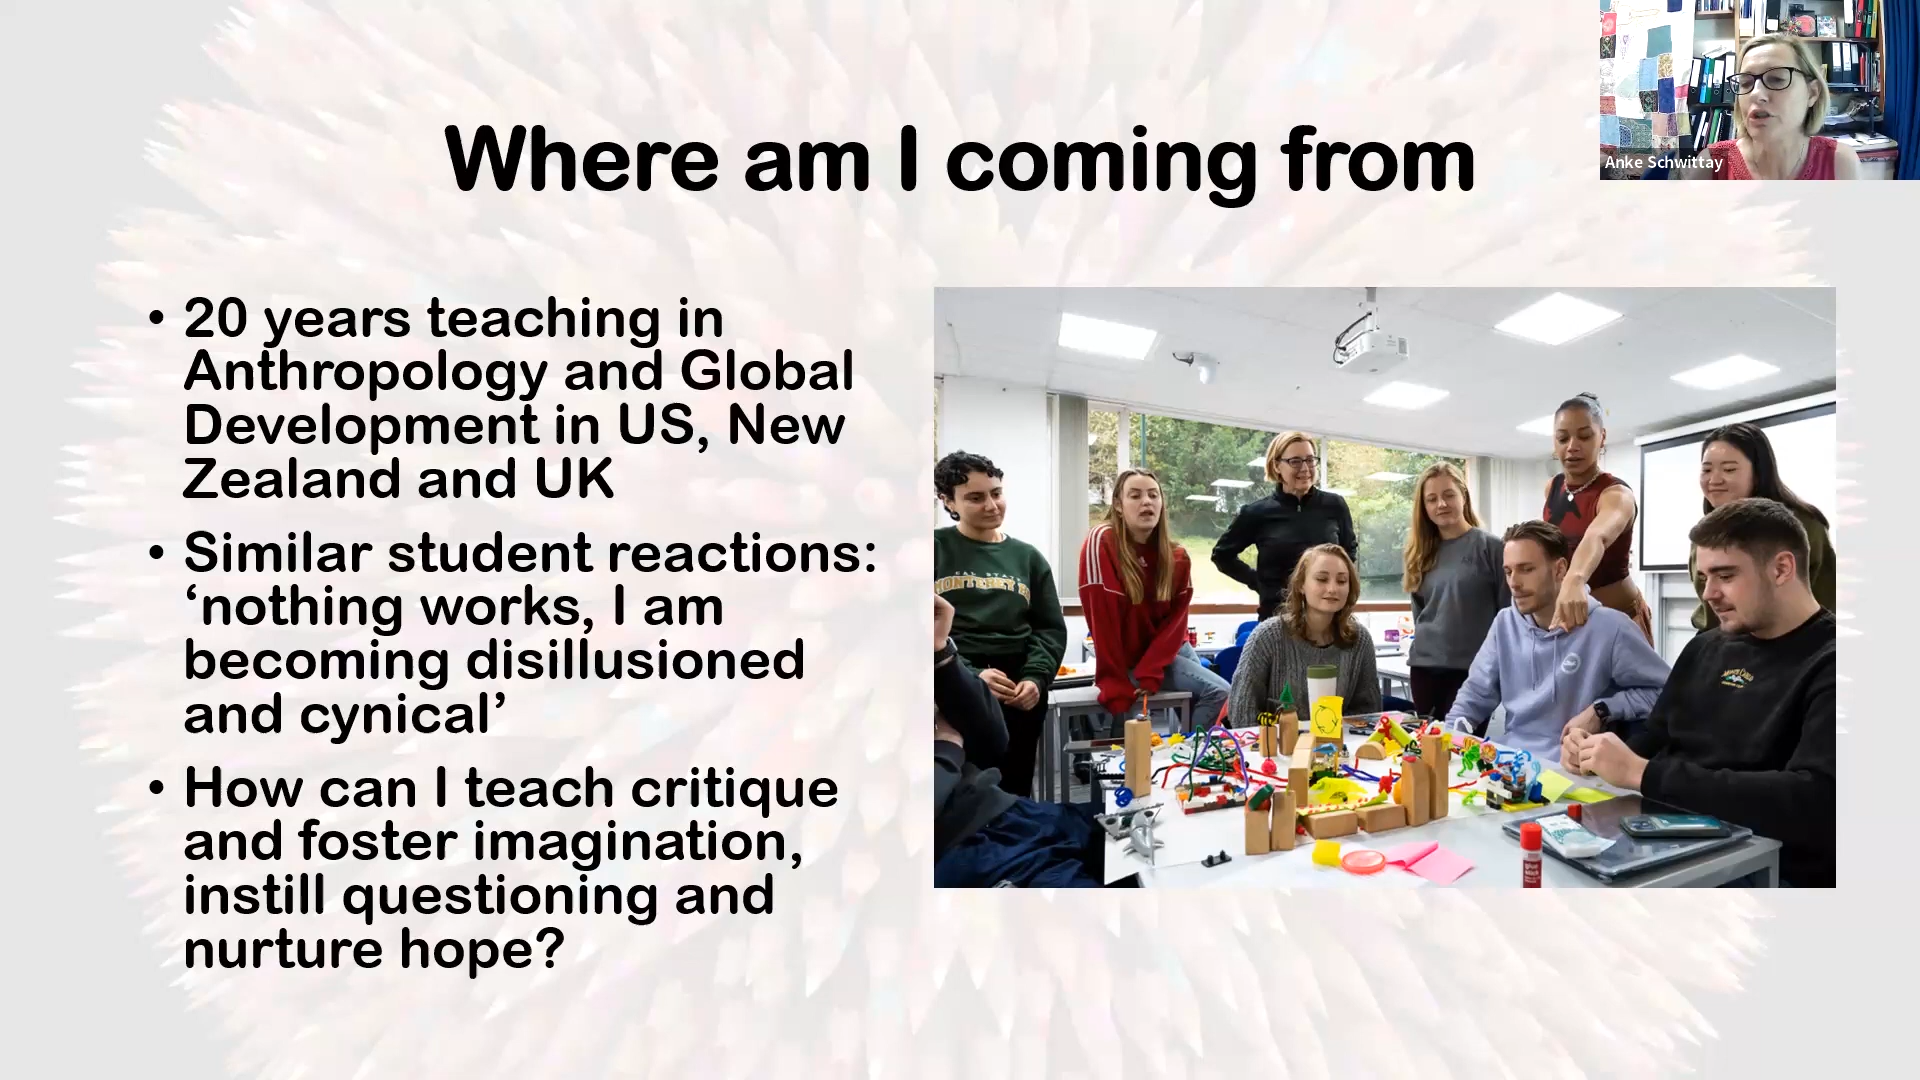 Where am I coming from
Anke Schwittay
• 20 years teaching in
Anthropology and Global
Development in US, New
Zealand and UK
• Similar student reactions:
‘nothing works, I am
becoming disillusioned
and cynical’
• How can I teach critique
and foster imagination,
instill questioning and
nurture hope?